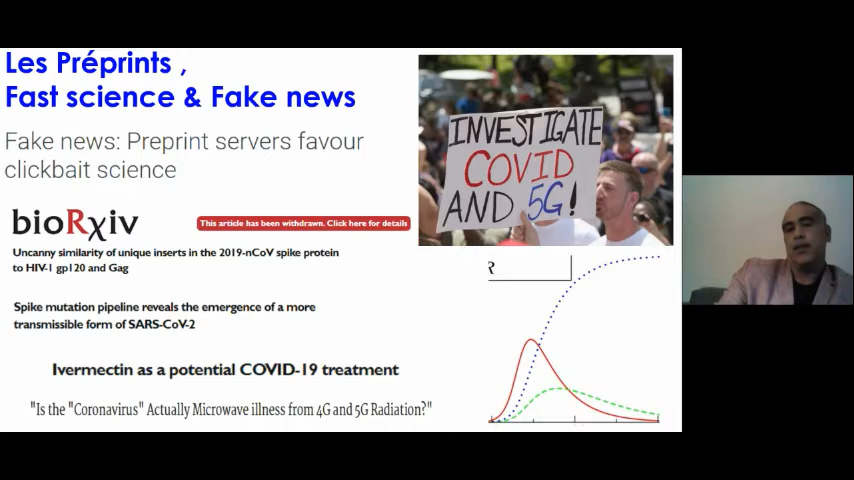 Les Préprints ,
Fast science & Fake news
Fake news: Preprint servers favour
clickbait science
bioRχiv
This article has been withdrawn. Click here for details
Uncanny similarity of unique inserts in the 2019-nCoV spike protein
to HIV-1 gp120 and Gag
Spike mutation pipeline reveals the emergence of a more
transmissible form of SARS-CoV-2
Ivermectin as a potential COVID-19 treatment
"Is the "Coronavirus" Actually Microwave illness from 4G and 5G Radiation?"
INVESTIGATE
COVID
AND 5G!
R